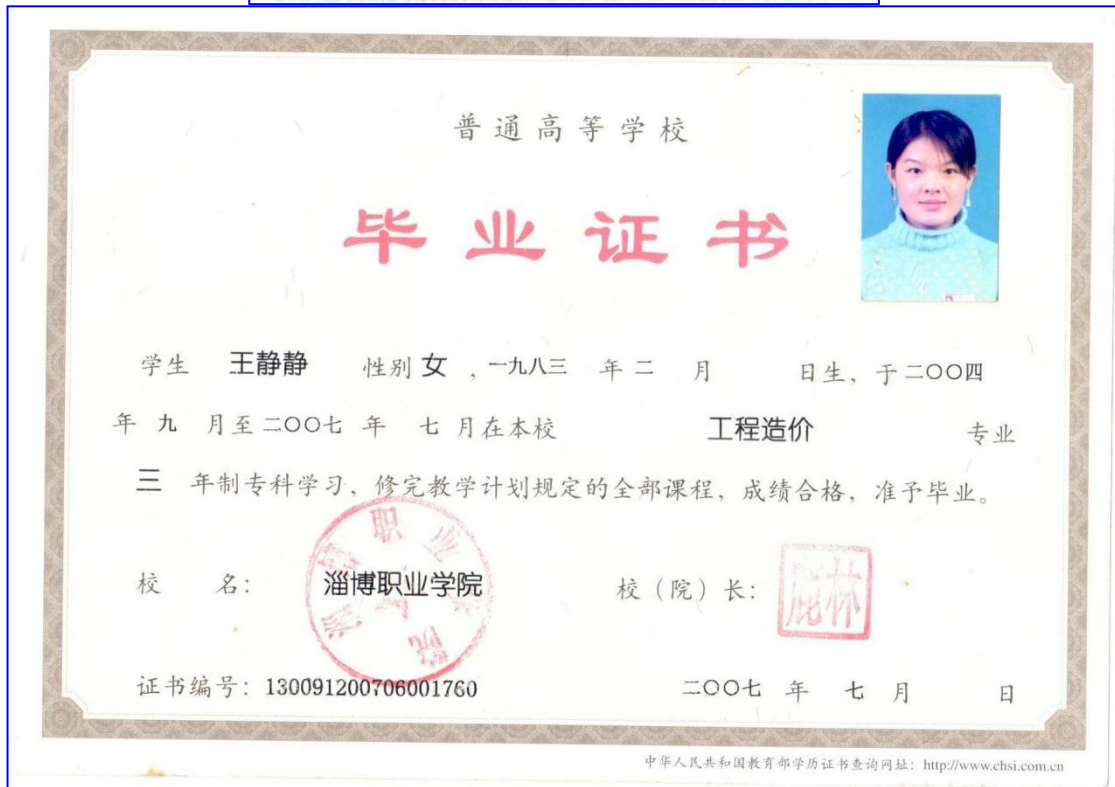 普通高等学校
毕业证书
学生 王静静 性别 女 , 一九八三 年 二 月 日生, 于 二〇〇四
年 九 月至 二〇〇七 年 七 月在本校 工程造价 专业
三 年制专科学习, 修完教学计划规定的全部课程, 成绩合格, 准予毕业。
校 名: 淄博职业学院 校（院）长:
证书编号: 130091200706001760 二〇〇七 年 七 月 日
中华人民共和国教育部学历证书查询网址: http://www.chsi.com.cn